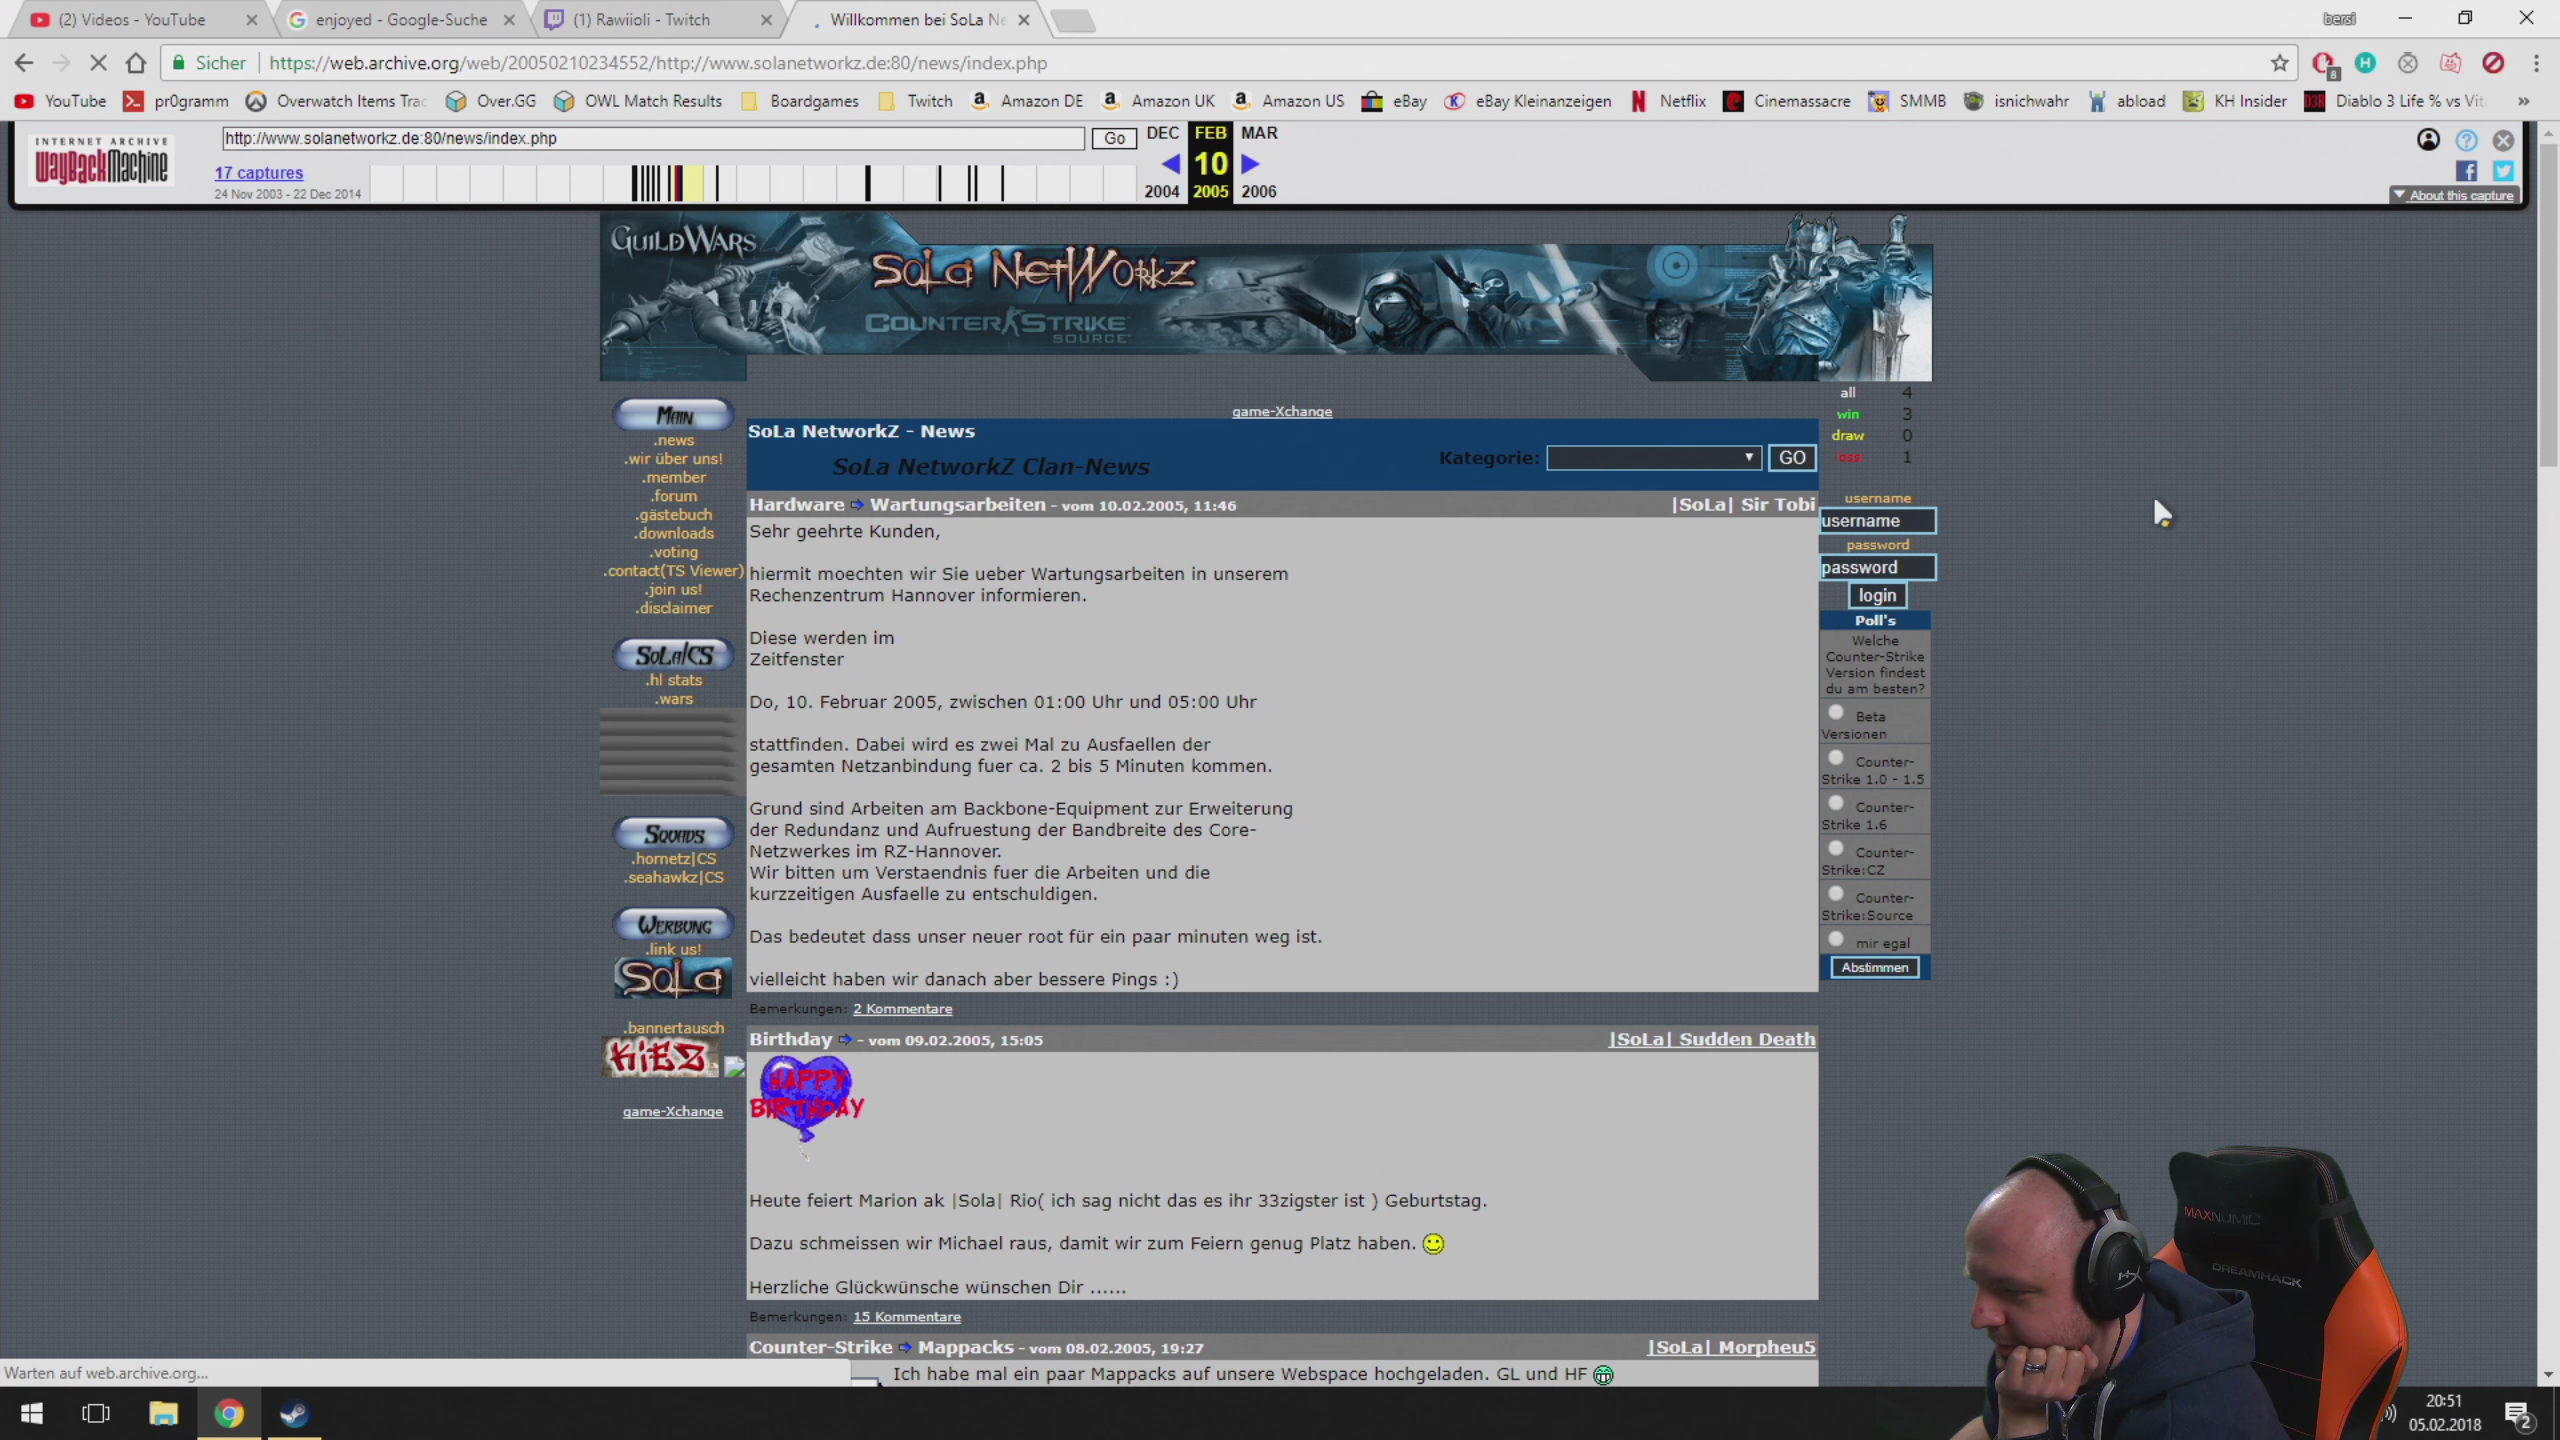 (2) Videos - YouTube
enjoyed - Google-Suche
(1) Rawiioli - Twitch
Willkommen bei SoLa Ne
bersi
Sicher
https://web.archive.org/web/20050210234552/http://www.solanetworkz.de:80/news/index.php
8
YouTube
pr0gramm
Overwatch Items Trac
Over.GG
OWL Match Results
Boardgames
Twitch
Amazon DE
Amazon UK
Amazon US
eBay
eBay Kleinanzeigen
Netflix
Cinemassacre
SMMB
isnichwahr
abload
KH Insider
Diablo 3 Life % vs Vit
INTERNET ARCHIVE
WayBackMachine
http://www.solanetworkz.de:80/news/index.php
Go
DEC
FEB
MAR
17 captures
24 Nov 2003 - 22 Dec 2014
10
2004
2005
2006
About this capture
GUILDWARS
SoLa NetWorkz
COUNTER STRIKE
SOURCE
game-Xchange
Main
.news
.wir über uns!
.member
.forum
.gästebuch
.downloads
.voting
.contact(TS Viewer)
.join us!
.disclaimer
SoLa/CS
.hl stats
.wars
Squads
.hornetz|CS
.seahawkz|CS
Werbung
.link us!
SoLa
.bannertausch
KiEZ
game-Xchange
SoLa NetworkZ - News
SoLa NetworkZ Clan-News
Kategorie:
GO
Hardware Wartungsarbeiten - vom 10.02.2005, 11:46
|SoLa| Sir Tobi
Sehr geehrte Kunden,
hiermit moechten wir Sie ueber Wartungsarbeiten in unserem
Rechenzentrum Hannover informieren.
Diese werden im
Zeitfenster
Do, 10. Februar 2005, zwischen 01:00 Uhr und 05:00 Uhr
stattfinden. Dabei wird es zwei Mal zu Ausfaellen der
gesamten Netzanbindung fuer ca. 2 bis 5 Minuten kommen.
Grund sind Arbeiten am Backbone-Equipment zur Erweiterung
der Redundanz und Aufruestung der Bandbreite des Core-
Netzwerkes im RZ-Hannover.
Wir bitten um Verstaendnis fuer die Arbeiten und die
kurzzeitigen Ausfaelle zu entschuldigen.
Das bedeutet dass unser neuer root für ein paar minuten weg ist.
vielleicht haben wir danach aber bessere Pings :)
Bemerkungen: 2 Kommentare
Birthday - vom 09.02.2005, 15:05
|SoLa| Sudden Death
HAPPY
BIRTHDAY
Heute feiert Marion ak |Sola| Rio( ich sag nicht das es ihr 33zigster ist ) Geburtstag.
Dazu schmeissen wir Michael raus, damit wir zum Feiern genug Platz haben.
Herzliche Glückwünsche wünschen Dir ......
Bemerkungen: 15 Kommentare
Counter-Strike Mappacks - vom 08.02.2005, 19:27
|SoLa| Morpheu5
Ich habe mal ein paar Mappacks auf unsere Webspace hochgeladen. GL und HF
all 4
win 3
draw 0
loss 1
username
username
password
password
login
Poll's
Welche
Counter-Strike
Version findest
du am besten?
Beta
Versionen
Counter-
Strike 1.0 - 1.5
Counter-
Strike 1.6
Counter-
Strike:CZ
Counter-
Strike:Source
mir egal
Abstimmen
MAXNOMIC
DREAMHACK
Warten auf web.archive.org...
20:51
05.02.2018
2